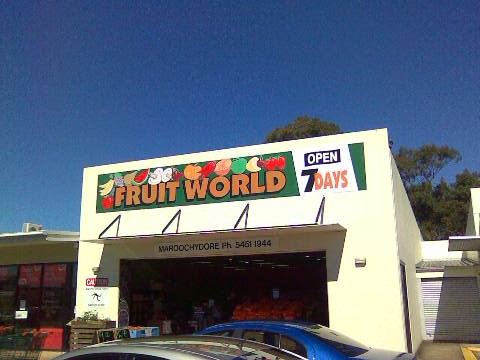 FRUIT WORLD
OPEN
7 DAYS
MAROOCHYDORE Ph. 5451 1944
CAUTION